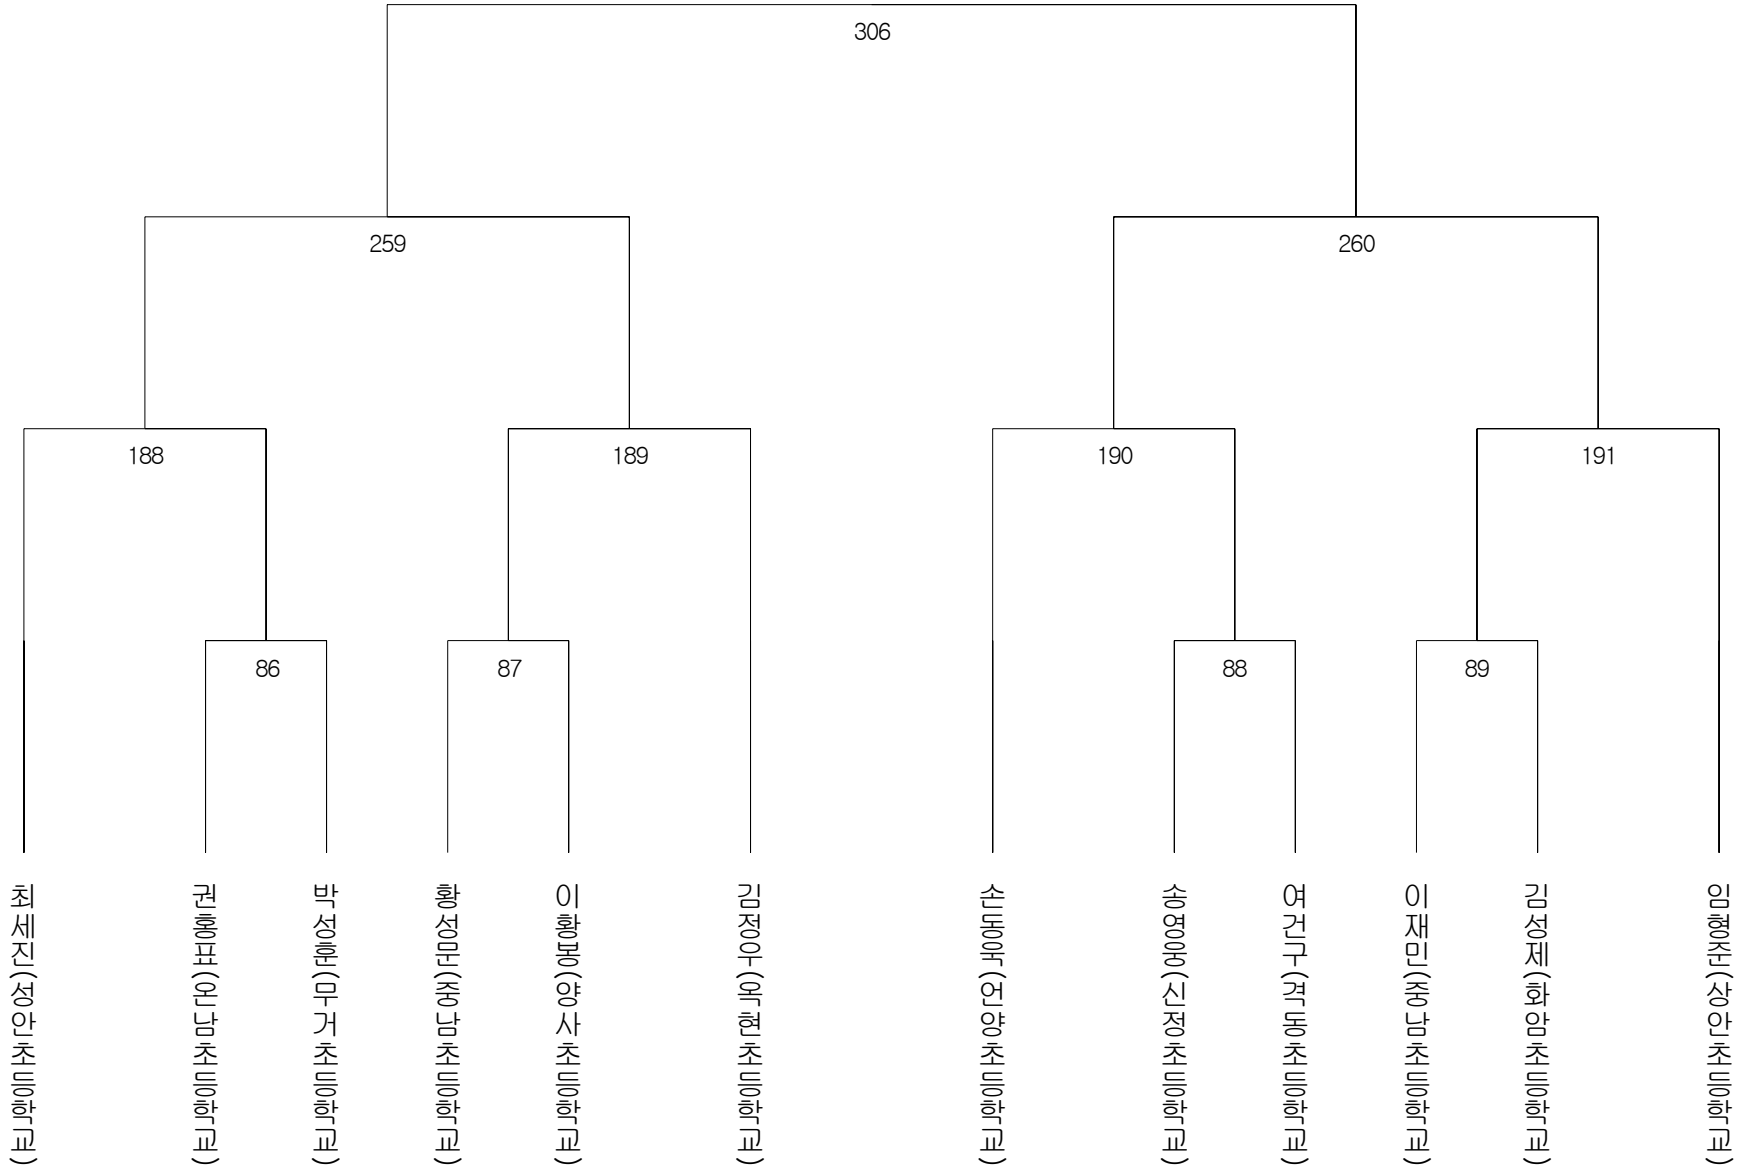 306
259
260
188
189
190
191
86
87
88
89
최세진(성안초등학교)
권홍표(온남초등학교)
박성훈(무거초등학교)
황성문(중남초등학교)
이황봉(양사초등학교)
김정우(옥현초등학교)
손동욱(언양초등학교)
송영웅(신정초등학교)
여건구(격동초등학교)
이재민(중남초등학교)
김성제(화암초등학교)
임형준(상안초등학교)